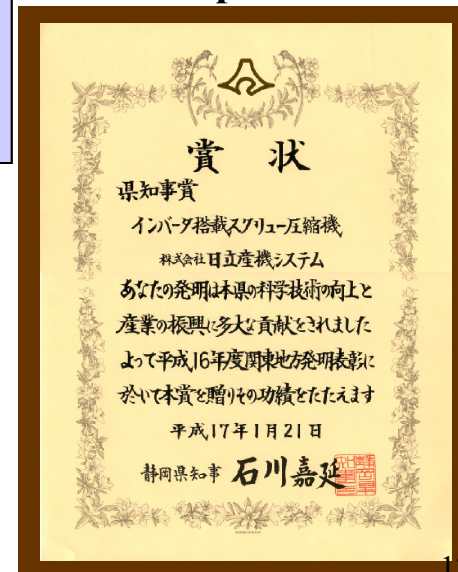 賞 状
県知事賞
インバータ搭載スクリュー圧縮機
株式会社日立産機システム
あなたの発明は本県の科学技術の向上と
産業の振興に多大な貢献をされました
よって平成16年度関東地方発明表彰に
於いて本賞を贈りその功績をたたえます
平成17年1月21日
静岡県知事 石川嘉延
1